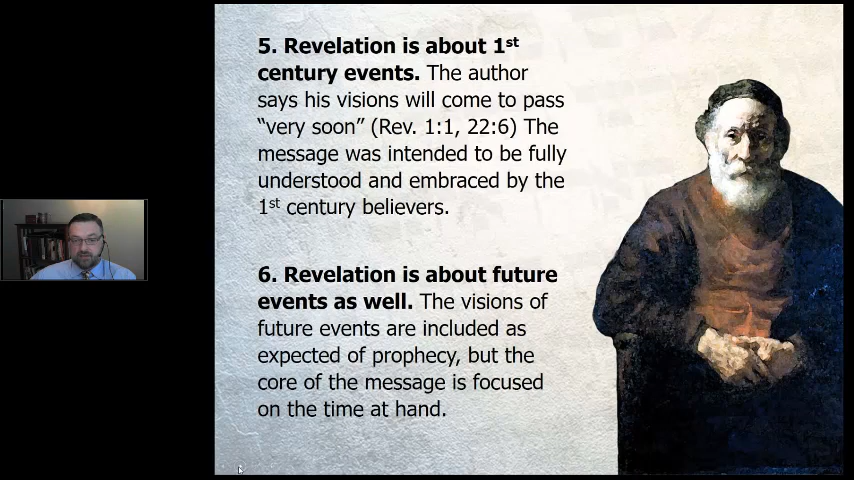 5. Revelation is about 1st
century events. The author
says his visions will come to pass
“very soon” (Rev. 1:1, 22:6) The
message was intended to be fully
understood and embraced by the
1st century believers.
6. Revelation is about future
events as well. The visions of
future events are included as
expected of prophecy, but the
core of the message is focused
on the time at hand.